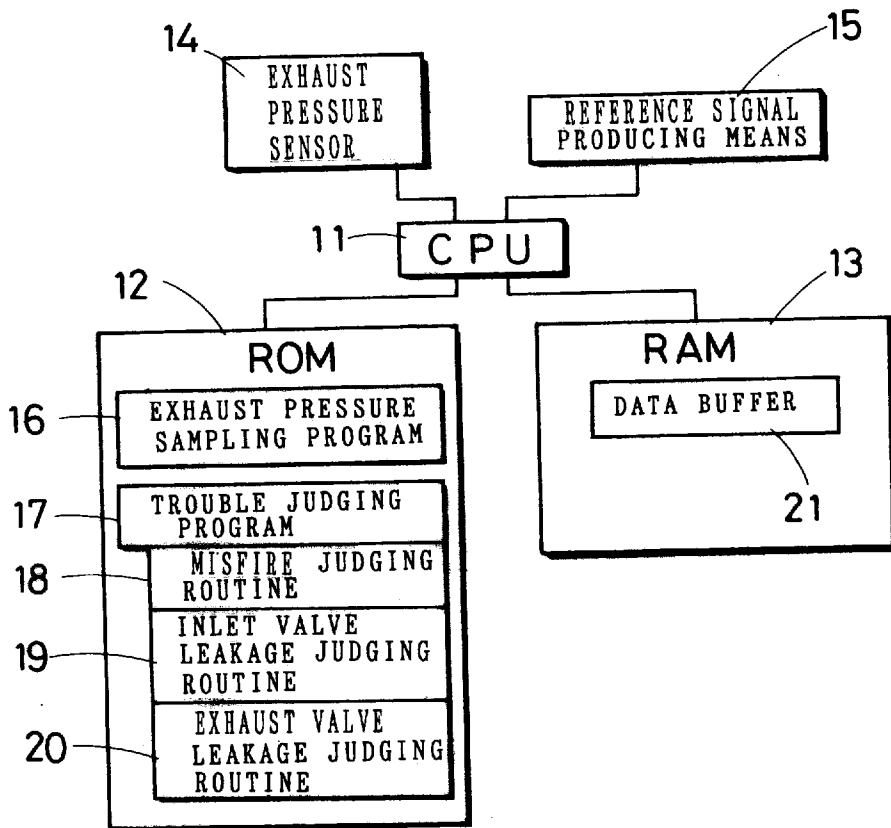 14
EXHAUST
PRESSURE
SENSOR
15
REFERENCE SIGNAL
PRODUCING MEANS
11
CPU
12
ROM
16
EXHAUST PRESSURE
SAMPLING PROGRAM
17
TROUBLE JUDGING
PROGRAM
18
MISFIRE JUDGING
ROUTINE
19
INLET VALVE
LEAKAGE JUDGING
ROUTINE
20
EXHAUST VALVE
LEAKAGE JUDGING
ROUTINE
13
RAM
DATA BUFFER
21